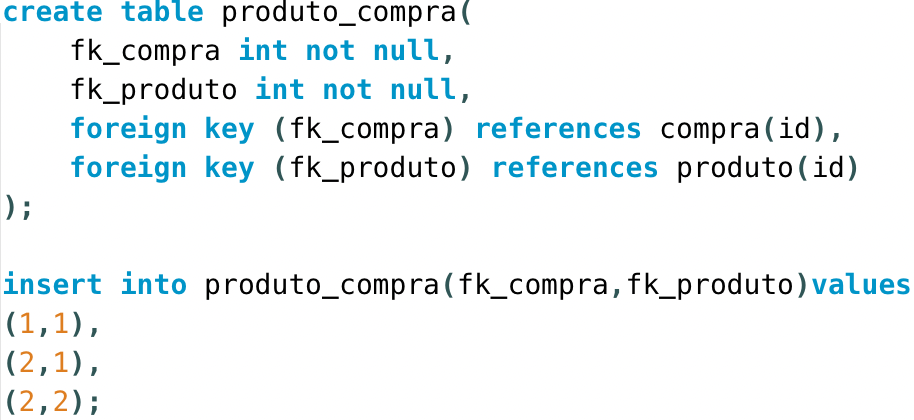 create table produto_compra(
    fk_compra int not null,
    fk_produto int not null,
    foreign key (fk_compra) references compra(id),
    foreign key (fk_produto) references produto(id)
);

insert into produto_compra(fk_compra,fk_produto)values
(1,1),
(2,1),
(2,2);